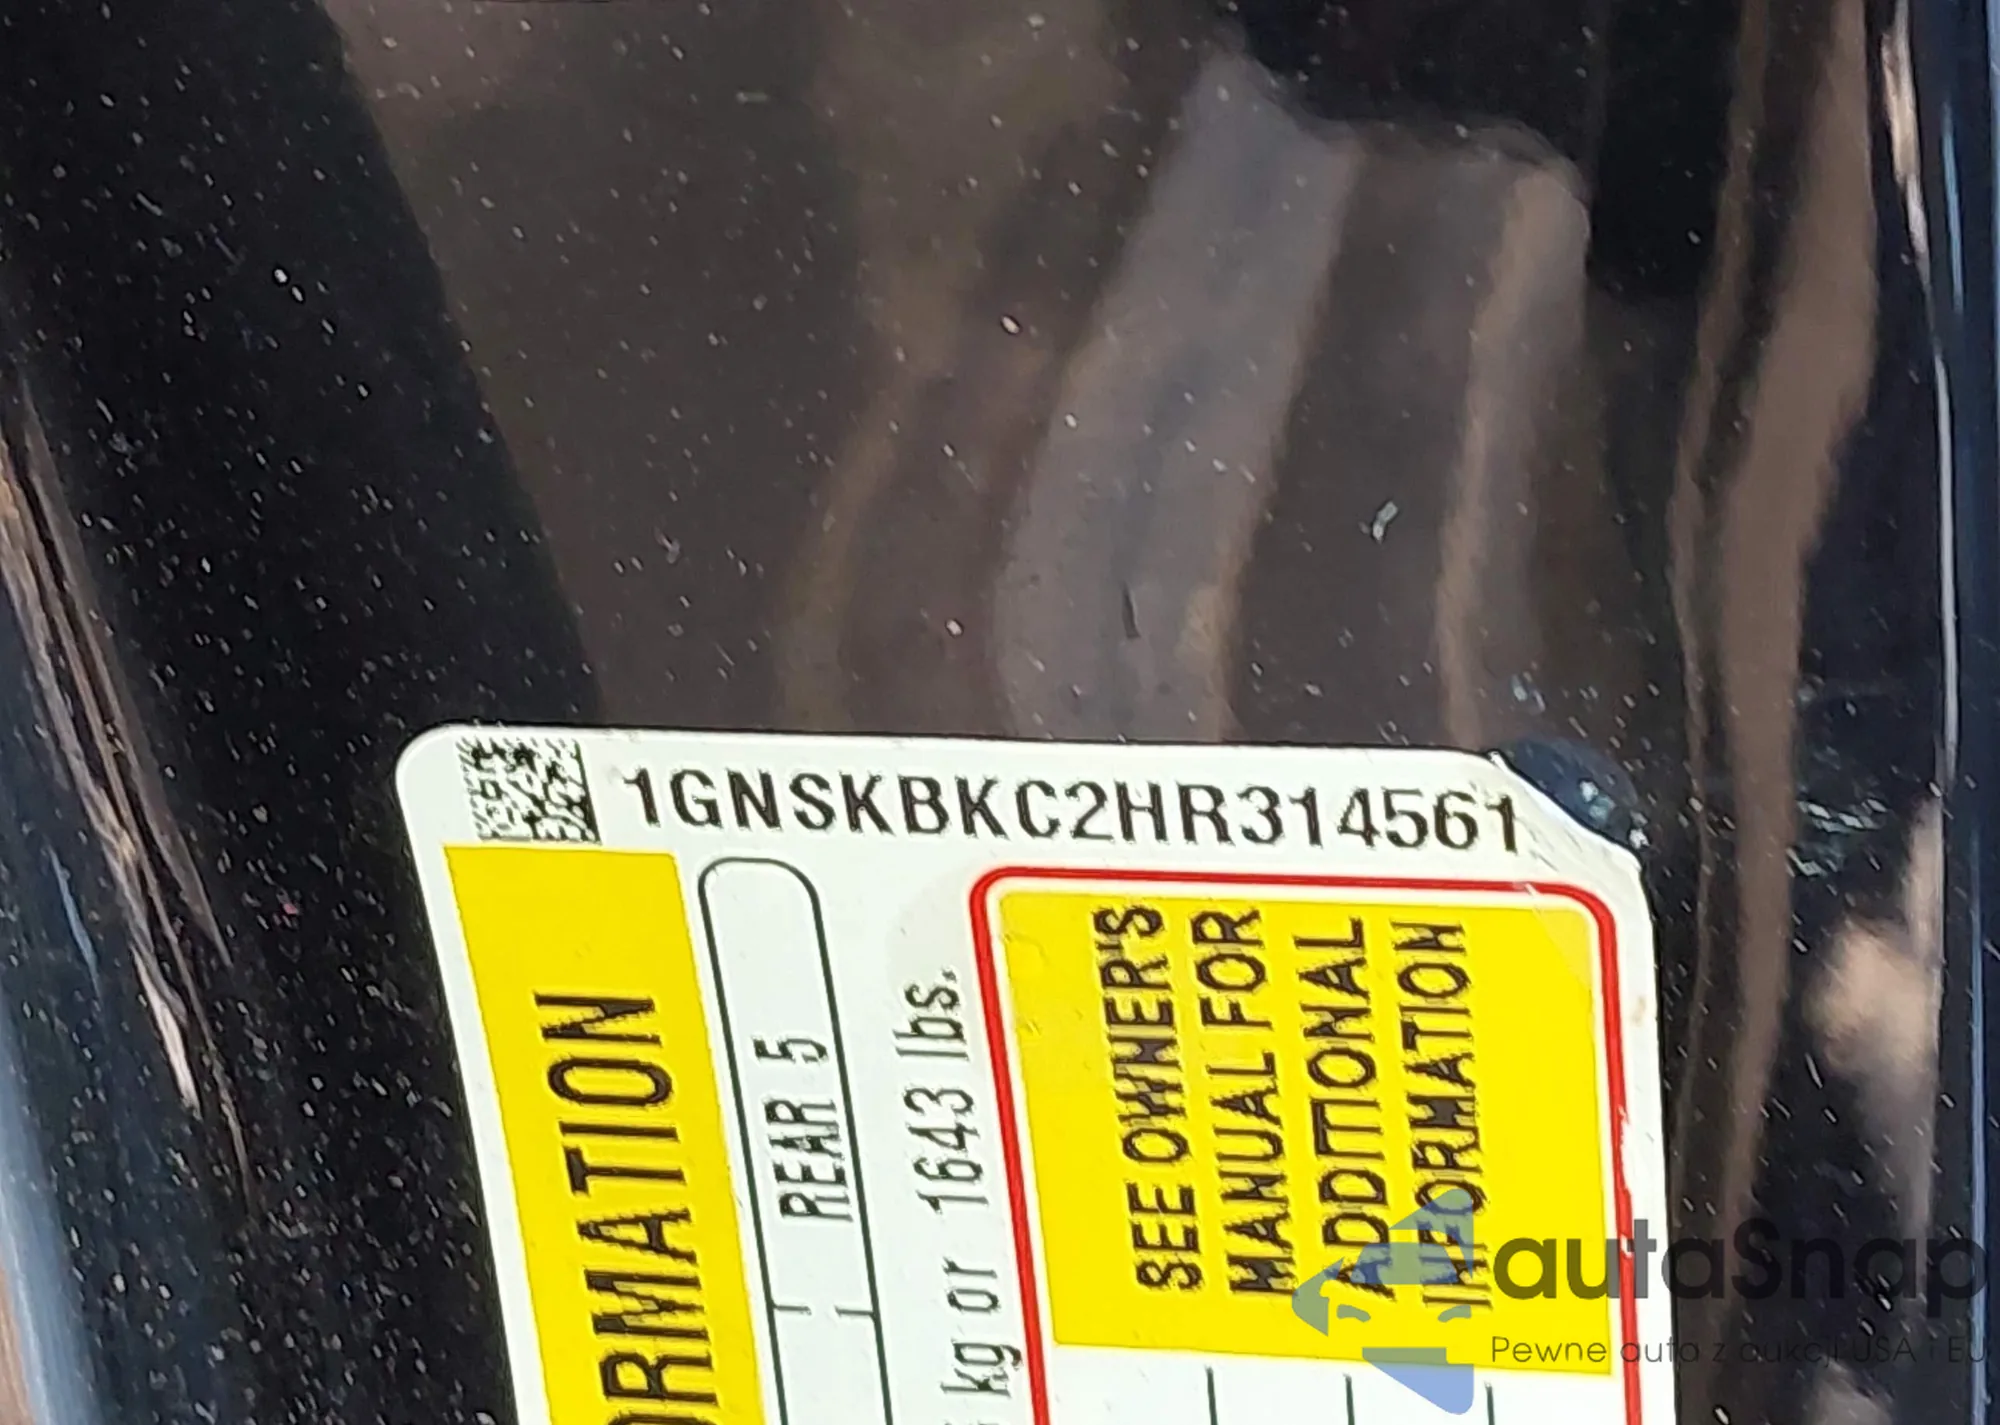 1GNSKBKC2HR314561
ORMATION
REAR 5
kg or 1643 lbs.
SEE OWNER'S
MANUAL FOR
ADDITIONAL
INFORMATION
autaSnap
Pewne auta z aukcji USA i EU